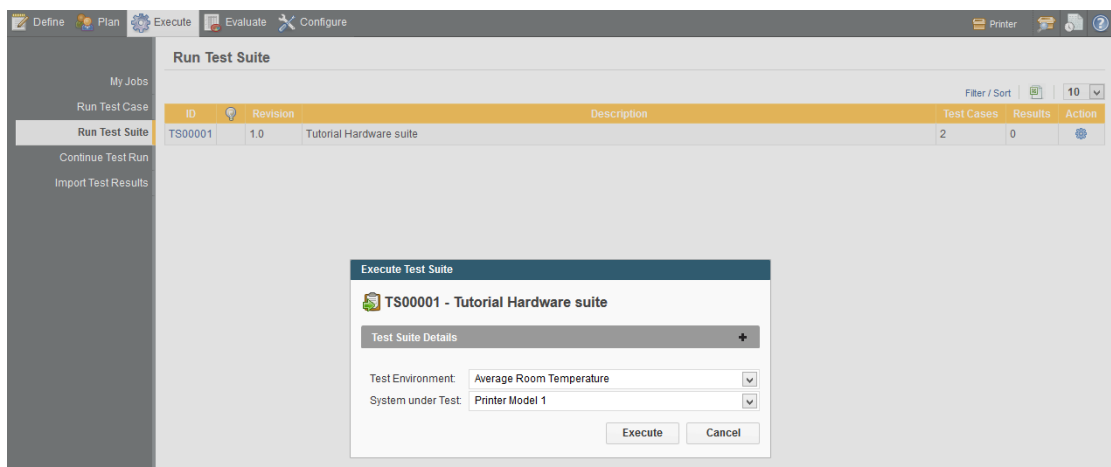 Define Plan Execute Evaluate Configure Printer
Run Test Suite
My Jobs
Run Test Case
Run Test Suite
Continue Test Run
Import Test Results
Filter / Sort 10
ID Revision Description Test Cases Results Action
TS00001 1.0 Tutorial Hardware suite 2 0
Execute Test Suite
TS00001 - Tutorial Hardware suite
Test Suite Details +
Test Environment: Average Room Temperature
System under Test: Printer Model 1
Execute Cancel